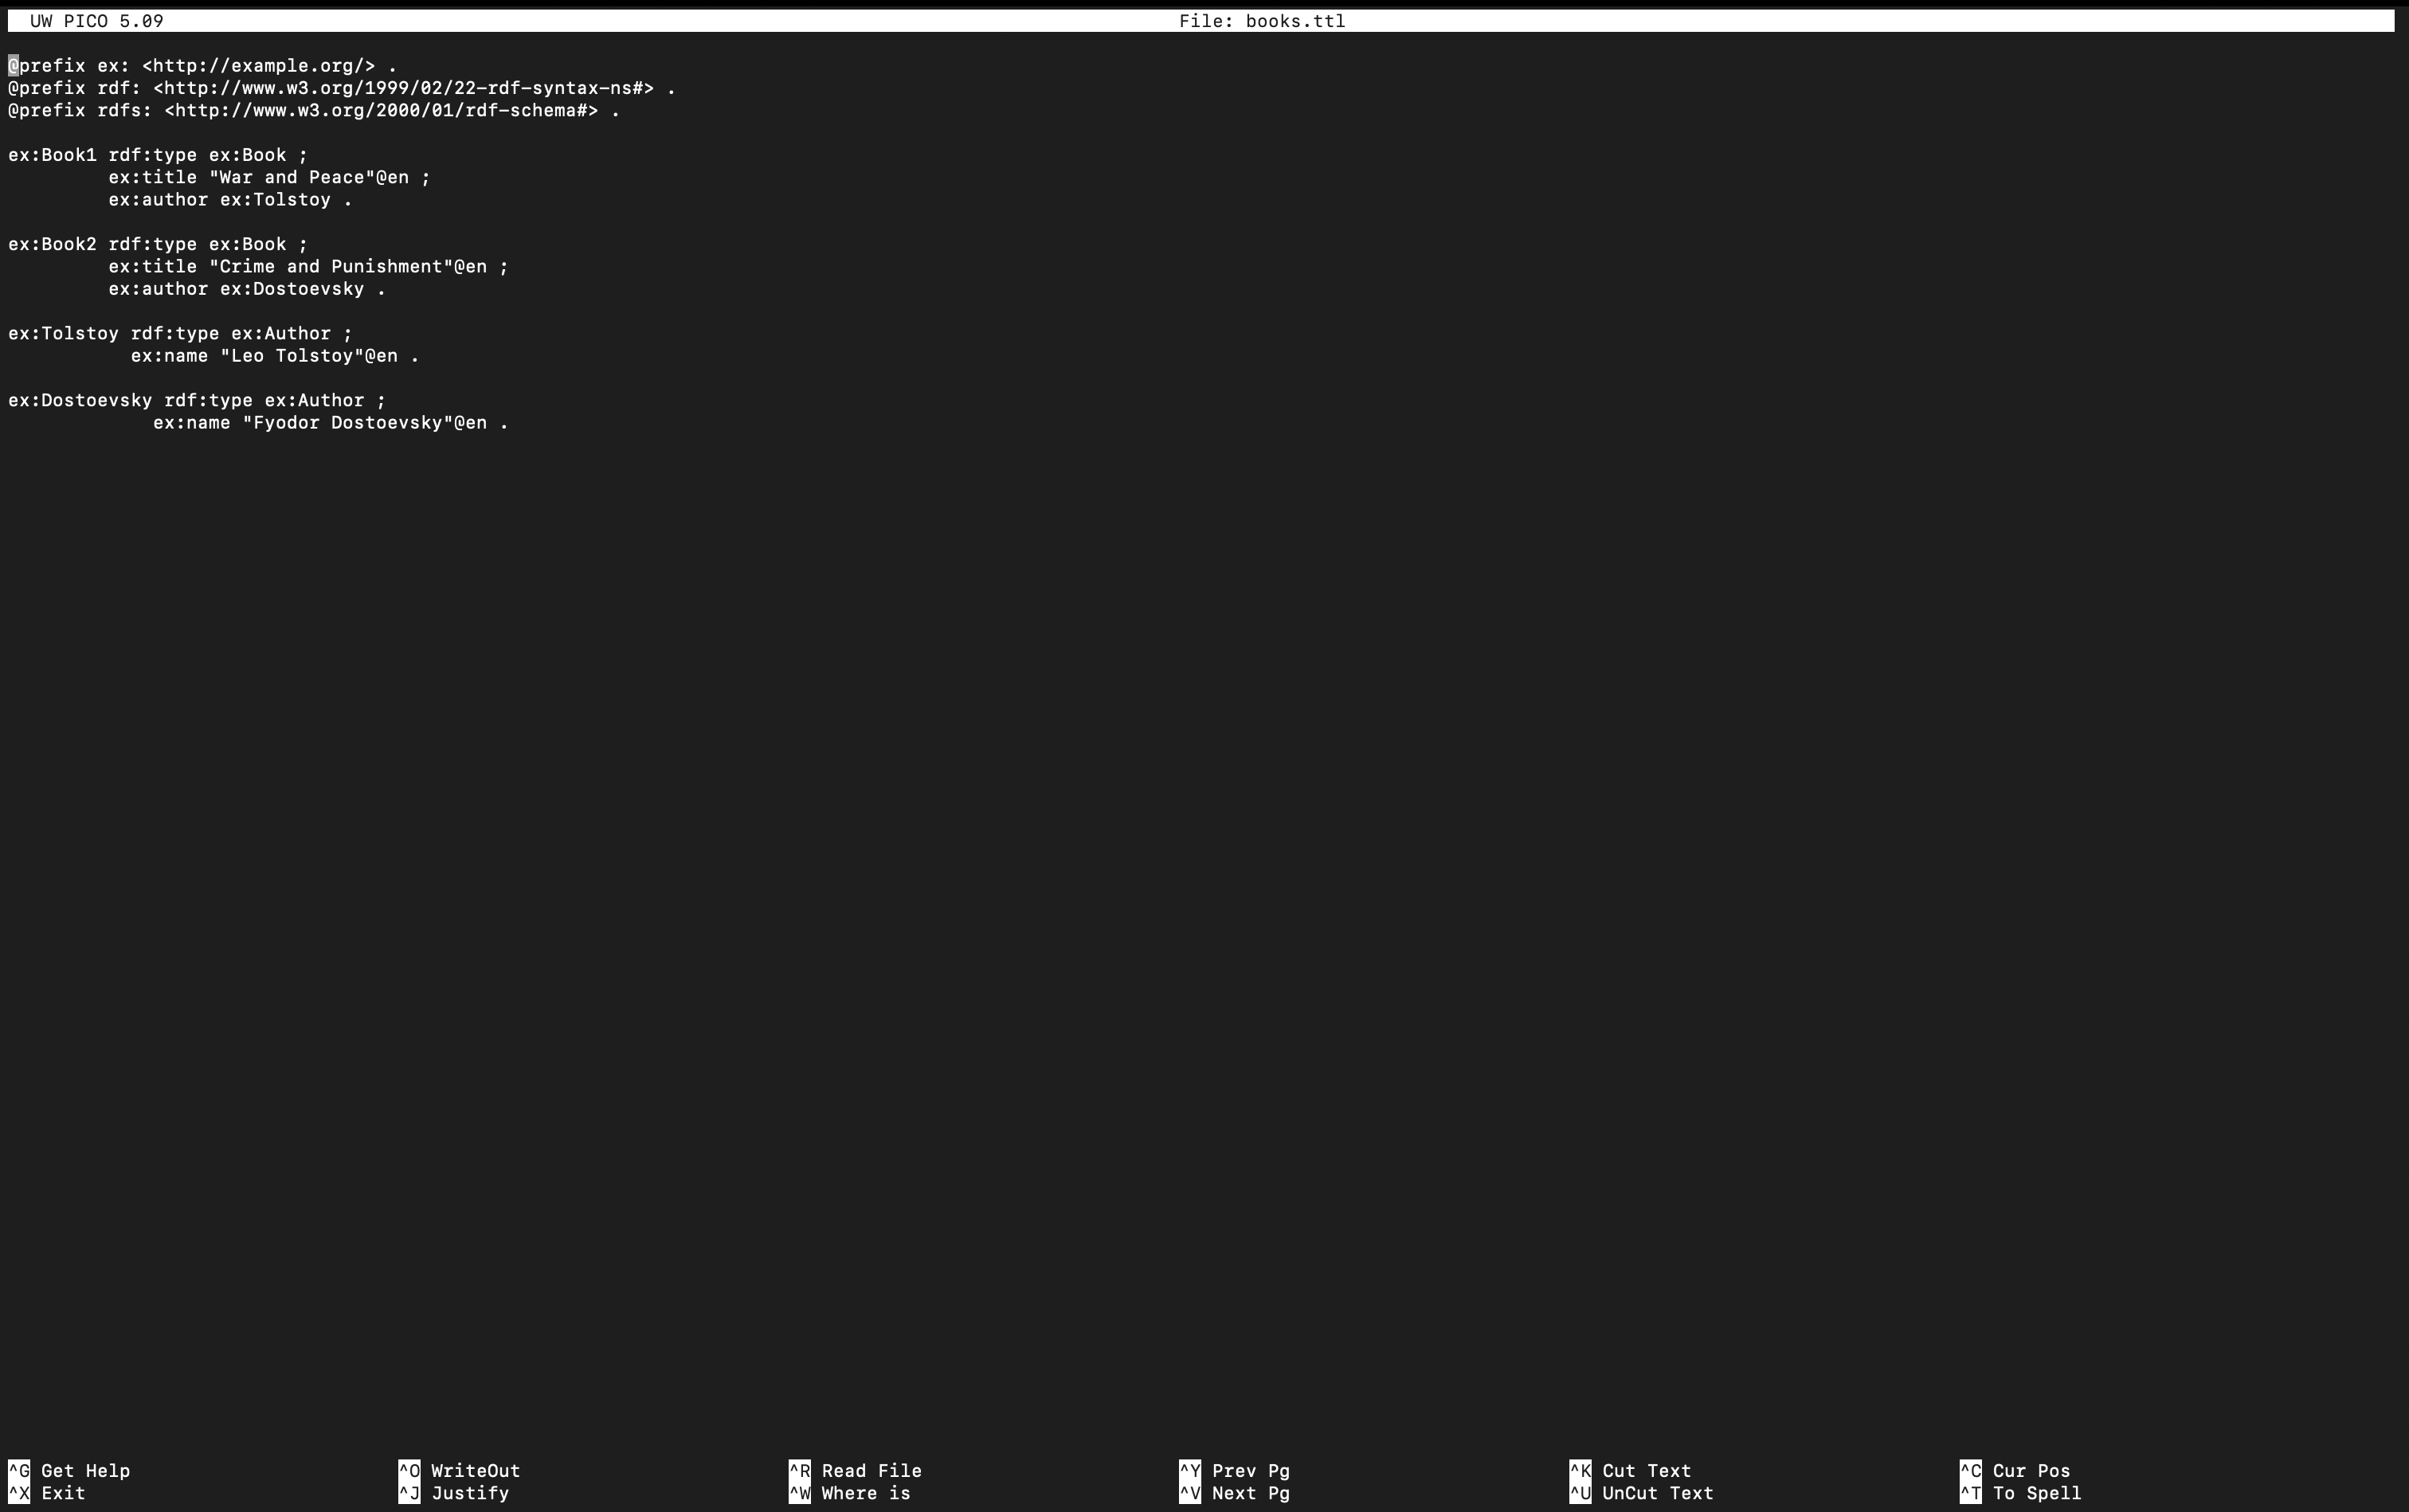 UW PICO 5.09 File: books.ttl
@prefix ex: <http://example.org/> .
@prefix rdf: <http://www.w3.org/1999/02/22-rdf-syntax-ns#> .
@prefix rdfs: <http://www.w3.org/2000/01/rdf-schema#> .

ex:Book1 rdf:type ex:Book ;
         ex:title "War and Peace"@en ;
         ex:author ex:Tolstoy .

ex:Book2 rdf:type ex:Book ;
         ex:title "Crime and Punishment"@en ;
         ex:author ex:Dostoevsky .

ex:Tolstoy rdf:type ex:Author ;
           ex:name "Leo Tolstoy"@en .

ex:Dostoevsky rdf:type ex:Author ;
             ex:name "Fyodor Dostoevsky"@en .

^G Get Help ^O WriteOut ^R Read File ^Y Prev Pg ^K Cut Text ^C Cur Pos
^X Exit ^J Justify ^W Where is ^V Next Pg ^U UnCut Text ^T To Spell